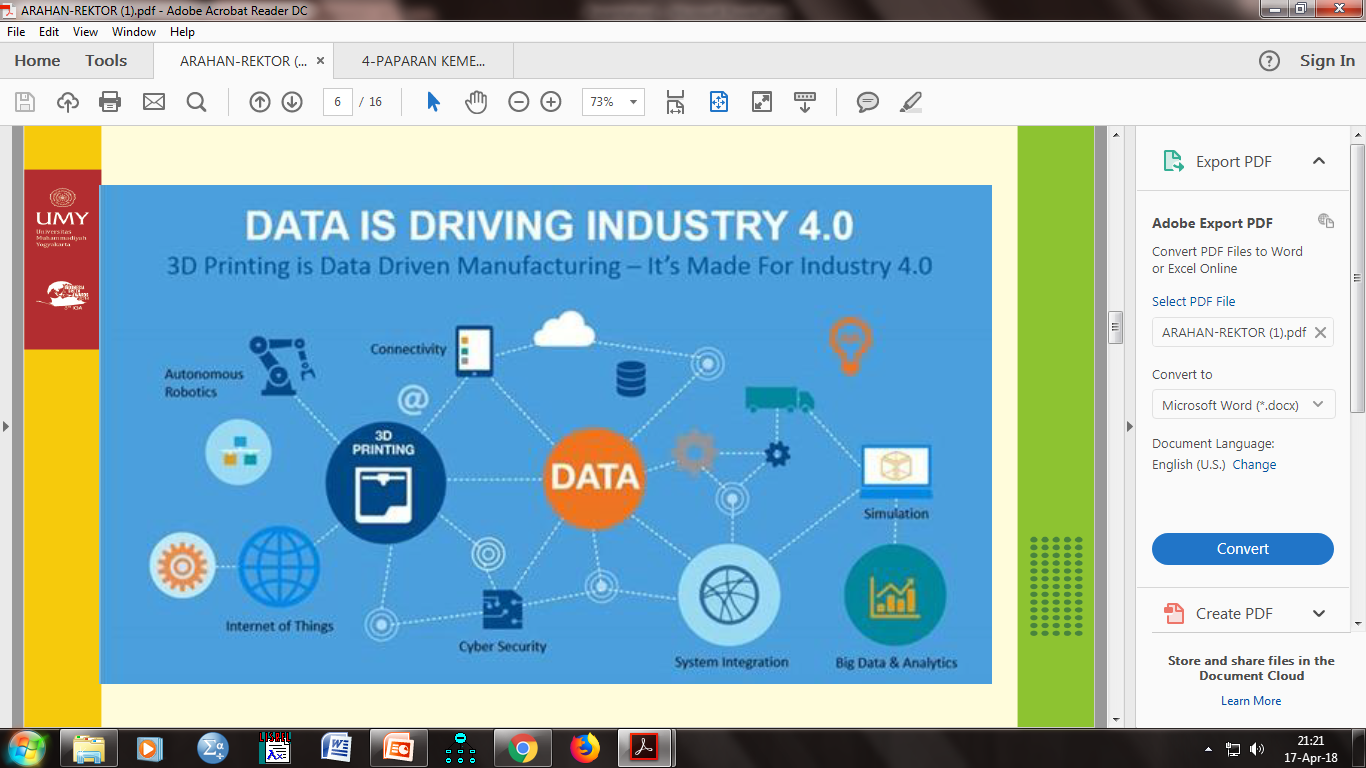 ARAHAN-REKTOR (1).pdf - Adobe Acrobat Reader DC
File Edit View Window Help
Home Tools ARAHAN-REKTOR (... × 4-PAPARAN KEME... ? Sign In
6 / 16 73%
UMY
Universitas
Muhammadiyah
Yogyakarta
DATA IS DRIVING INDUSTRY 4.0
3D Printing is Data Driven Manufacturing – It's Made For Industry 4.0
Connectivity
Autonomous
Robotics
@
3D
PRINTING
DATA
Simulation
Internet of Things
Cyber Security
System Integration
Big Data & Analytics
Export PDF
Adobe Export PDF
Convert PDF Files to Word
or Excel Online
Select PDF File
ARAHAN-REKTOR (1).pdf
Convert to
Microsoft Word (*.docx)
Document Language:
English (U.S.) Change
Convert
Create PDF
Store and share files in the
Document Cloud
Learn More
21:21
17-Apr-18